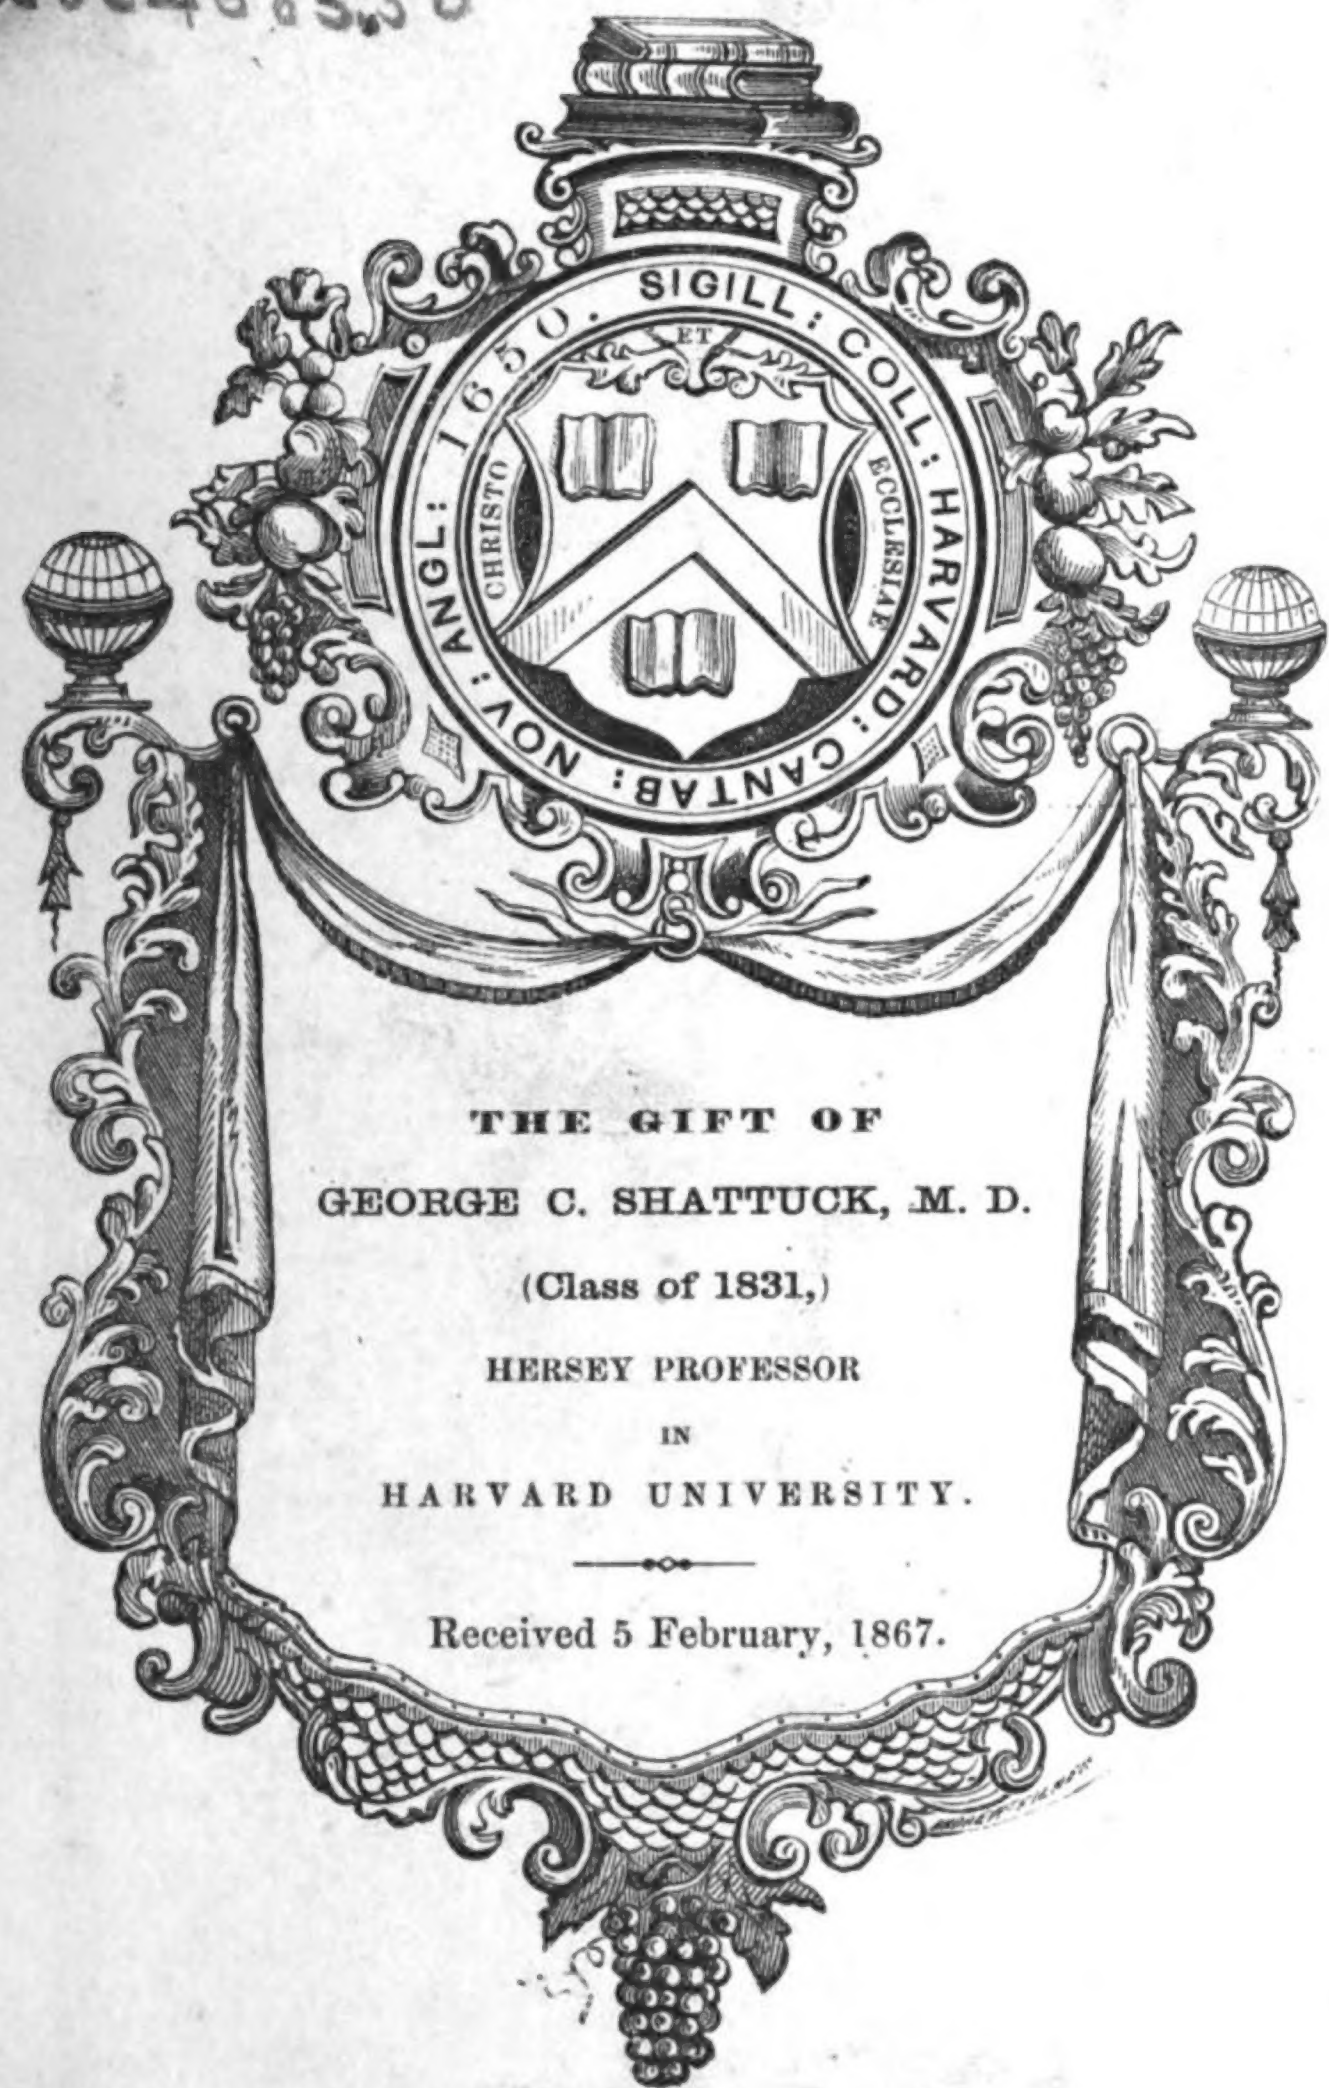 SIGILL: COLL: HARVARD: CANTAB: NOV: ANGL: 1650.
CHRISTO
ET
ECCLESIAE
THE GIFT OF
GEORGE C. SHATTUCK, M. D.
(Class of 1831,)
HERSEY PROFESSOR
IN
HARVARD UNIVERSITY.
Received 5 February, 1867.